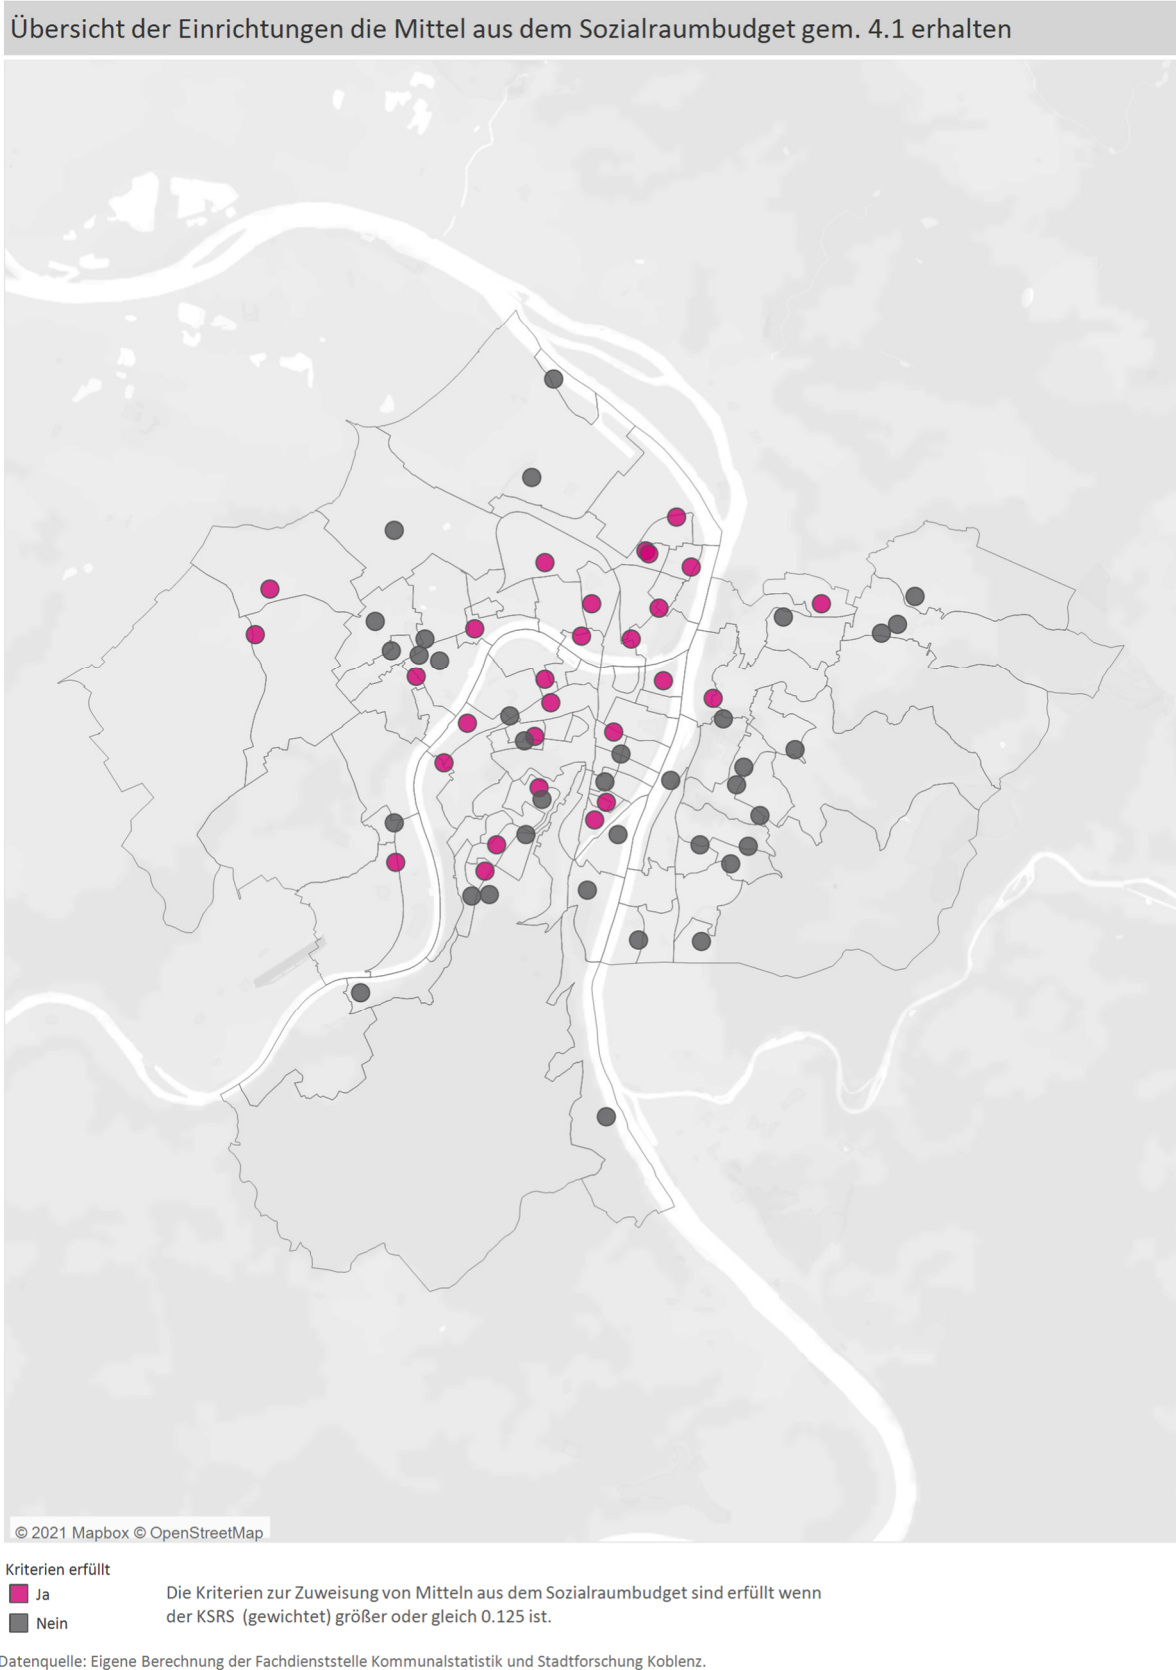 Übersicht der Einrichtungen die Mittel aus dem Sozialraumbudget gem. 4.1 erhalten
© 2021 Mapbox © OpenStreetMap
Kriterien erfüllt
Ja
Nein
Die Kriterien zur Zuweisung von Mitteln aus dem Sozialraumbudget sind erfüllt wenn
der KSRS (gewichtet) größer oder gleich 0.125 ist.
Datenquelle: Eigene Berechnung der Fachdienststelle Kommunalstatistik und Stadtforschung Koblenz.